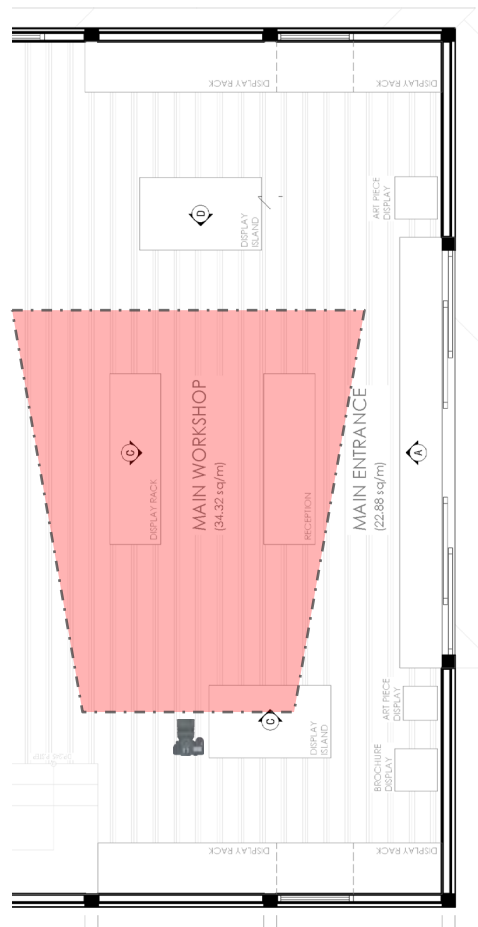 DISPLAY RACK
DISPLAY RACK
D
DISPLAY
ISLAND
ART PIECE
DISPLAY
C
DISPLAY RACK
MAIN WORKSHOP
(34.32 sq/m)
RECEPTION
MAIN ENTRANCE
(22.88 sq/m)
A
C
DISPLAY
ISLAND
ART PIECE
DISPLAY
BROCHURE
DISPLAY
DISPLAY RACK
DISPLAY RACK